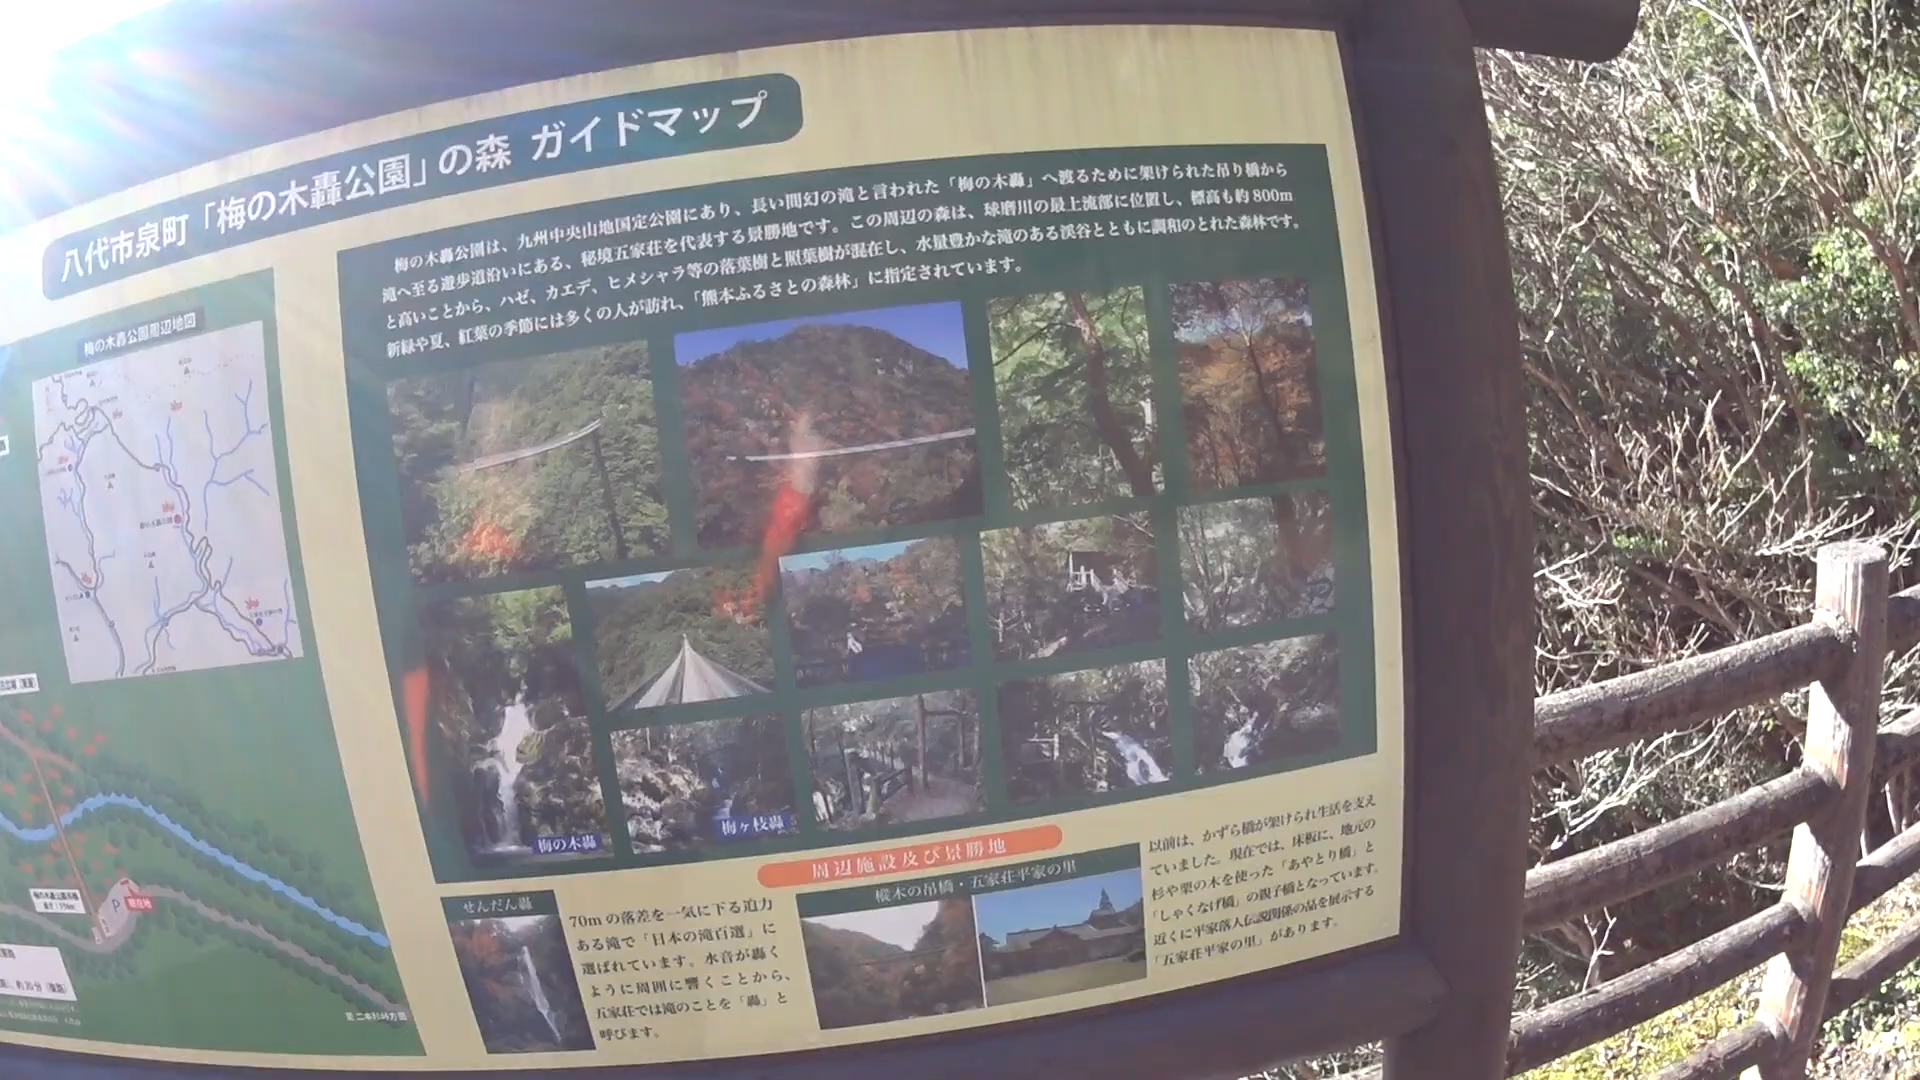 八代市泉町「梅の木轟公園」の森 ガイドマップ
梅の木轟公園は、九州中央山地国定公園にあり、長い間幻の滝と言われた「梅の木轟」へ渡るために架けられた吊り橋から
滝へ至る遊歩道沿いにある、秘境五家荘を代表する景勝地です。この周辺の森は、球磨川の最上流部に位置し、標高も約800m
と高いことから、ハゼ、カエデ、ヒメシャラ等の落葉樹と照葉樹が混在し、水量豊かな滝のある渓谷とともに調和のとれた森林です。
新緑や夏、紅葉の季節には多くの人が訪れ、「熊本ふるさとの森林」に指定されています。
梅の木轟公園周辺地図
梅の木轟
梅ヶ枝轟
周辺施設及び景勝地
せんだん轟
70mの落差を一気に下る迫力
ある滝で「日本の滝百選」に
選ばれています。水音が轟く
ように周囲に響くことから、
五家荘では滝のことを「轟」と
呼びます。
樅木の吊橋・五家荘平家の里
以前は、かずら橋が架けられ生活を支え
ていました。現在では、床板に、地元の
杉や栗の木を使った「あやとり橋」と
「しゃくなげ橋」の親子橋となっています。
近くに平家落人伝説関係の品を展示する
「五家荘平家の里」があります。
P
現在地
至 二本杉峠方面